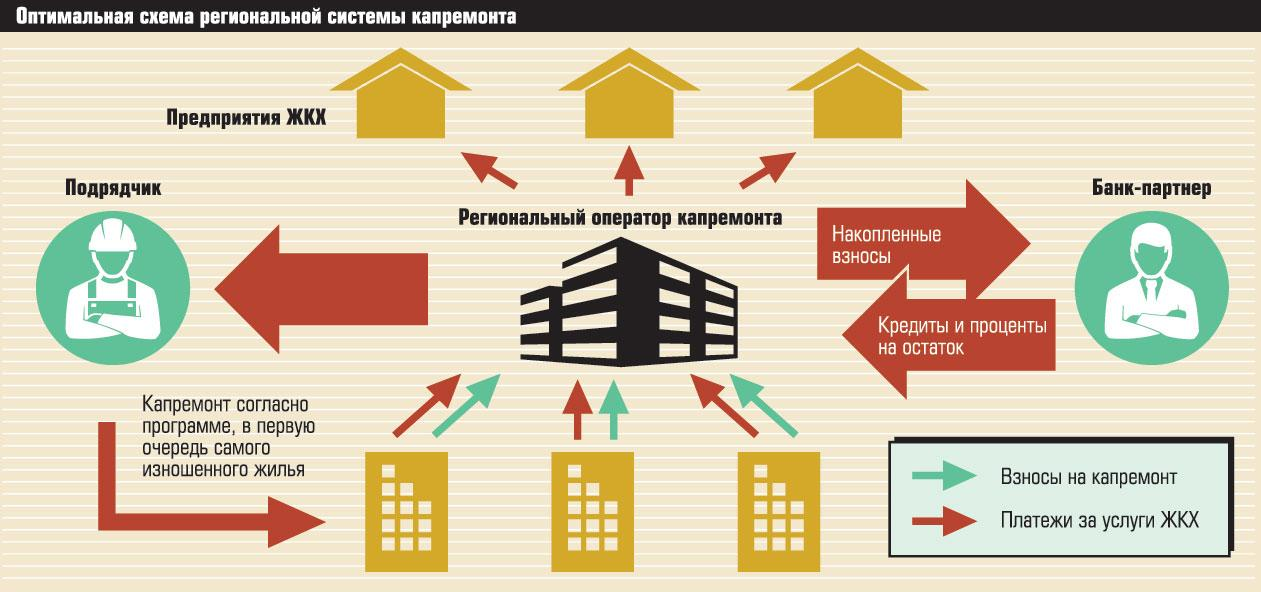 Оптимальная схема региональной системы капремонта
Предприятия ЖКХ
Подрядчик
Банк-партнер
Региональный оператор капремонта
Накопленные
взносы
Кредиты и проценты
на остаток
Капремонт согласно
программе, в первую
очередь самого
изношенного жилья
Взносы на капремонт
Платежи за услуги ЖКХ